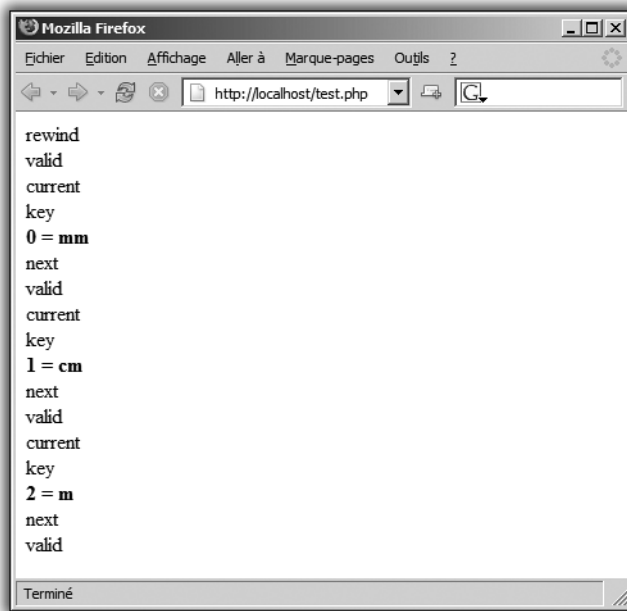 Mozilla Firefox
Fichier Edition Affichage Aller à Marque-pages Outils ?
http://localhost/test.php G
rewind
valid
current
key
0 = mm
next
valid
current
key
1 = cm
next
valid
current
key
2 = m
next
valid
Terminé